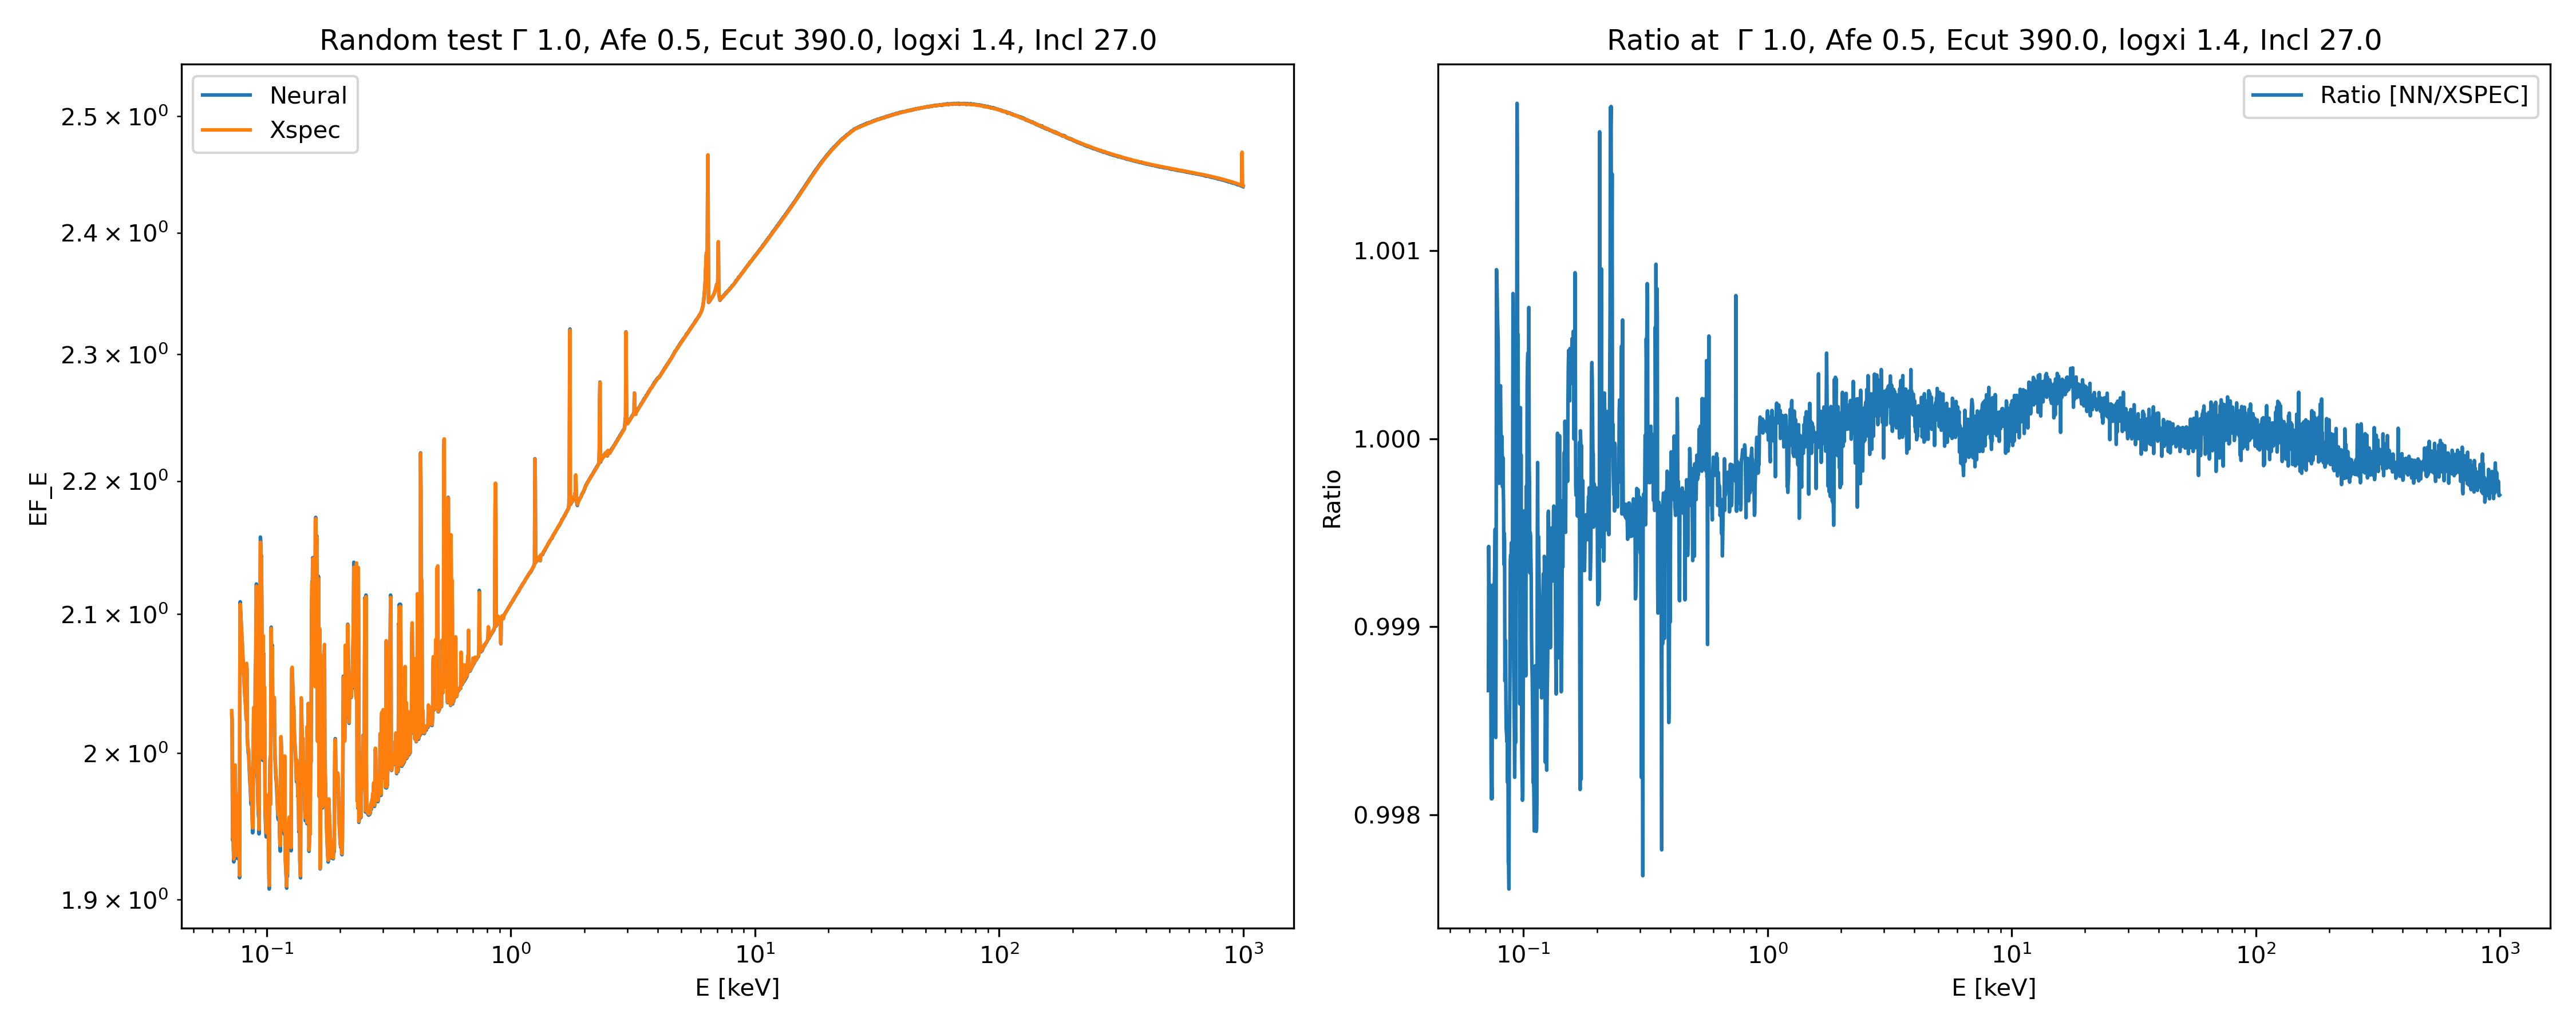 Random test Γ 1.0, Afe 0.5, Ecut 390.0, logxi 1.4, Incl 27.0
Neural
Xspec
2.5 × 10⁰
2.4 × 10⁰
2.3 × 10⁰
2.2 × 10⁰
2.1 × 10⁰
2 × 10⁰
1.9 × 10⁰
EF_E
10⁻¹ 10⁰ 10¹ 10² 10³
E [keV]
Ratio at Γ 1.0, Afe 0.5, Ecut 390.0, logxi 1.4, Incl 27.0
Ratio [NN/XSPEC]
1.001
1.000
0.999
0.998
Ratio
10⁻¹ 10⁰ 10¹ 10² 10³
E [keV]